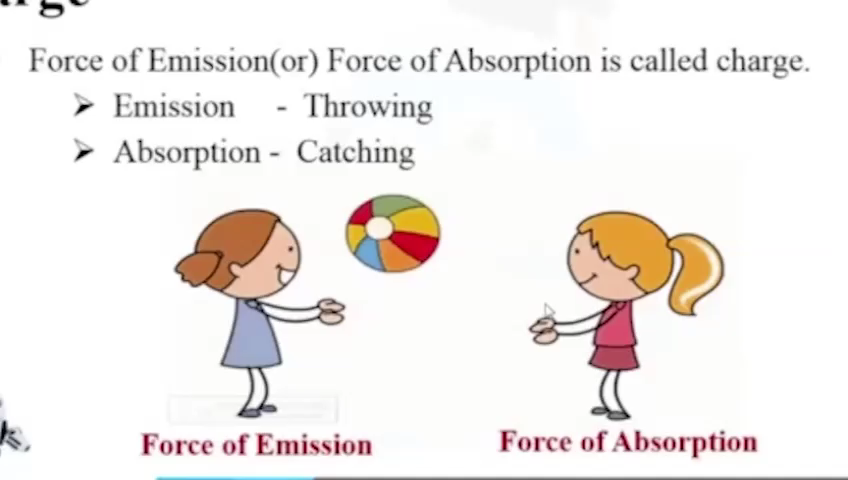 Force of Emission(or) Force of Absorption is called charge.
➢ Emission - Throwing
➢ Absorption - Catching
Force of Emission
Force of Absorption